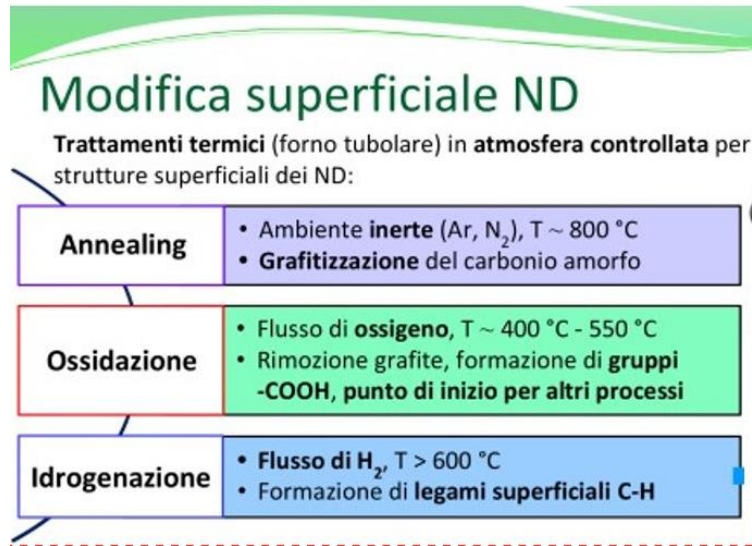 Modifica superficiale ND
Trattamenti termici (forno tubolare) in atmosfera controllata per
strutture superficiali dei ND:
Annealing
• Ambiente inerte (Ar, N₂), T ~ 800 °C
• Grafitizzazione del carbonio amorfo
Ossidazione
• Flusso di ossigeno, T ~ 400 °C - 550 °C
• Rimozione grafite, formazione di gruppi
-COOH, punto di inizio per altri processi
Idrogenazione
• Flusso di H₂, T > 600 °C
• Formazione di legami superficiali C-H